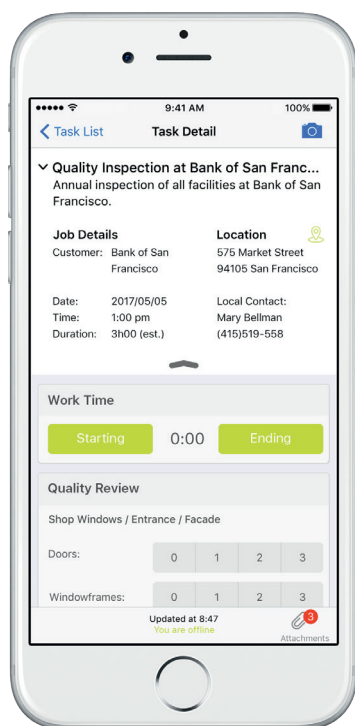 9:41 AM 100%
Task List Task Detail
Quality Inspection at Bank of San Franc...
Annual inspection of all facilities at Bank of San
Francisco.
Job Details Location
Customer: Bank of San 575 Market Street
Francisco 94105 San Francisco
Date: 2017/05/05 Local Contact:
Time: 1:00 pm Mary Bellman
Duration: 3h00 (est.) (415)519-558
Work Time
Starting 0:00 Ending
Quality Review
Shop Windows / Entrance / Facade
Doors: 0 1 2 3
Windowframes: 0 1 2 3
Updated at 8:47 3
You are offline
Attachments